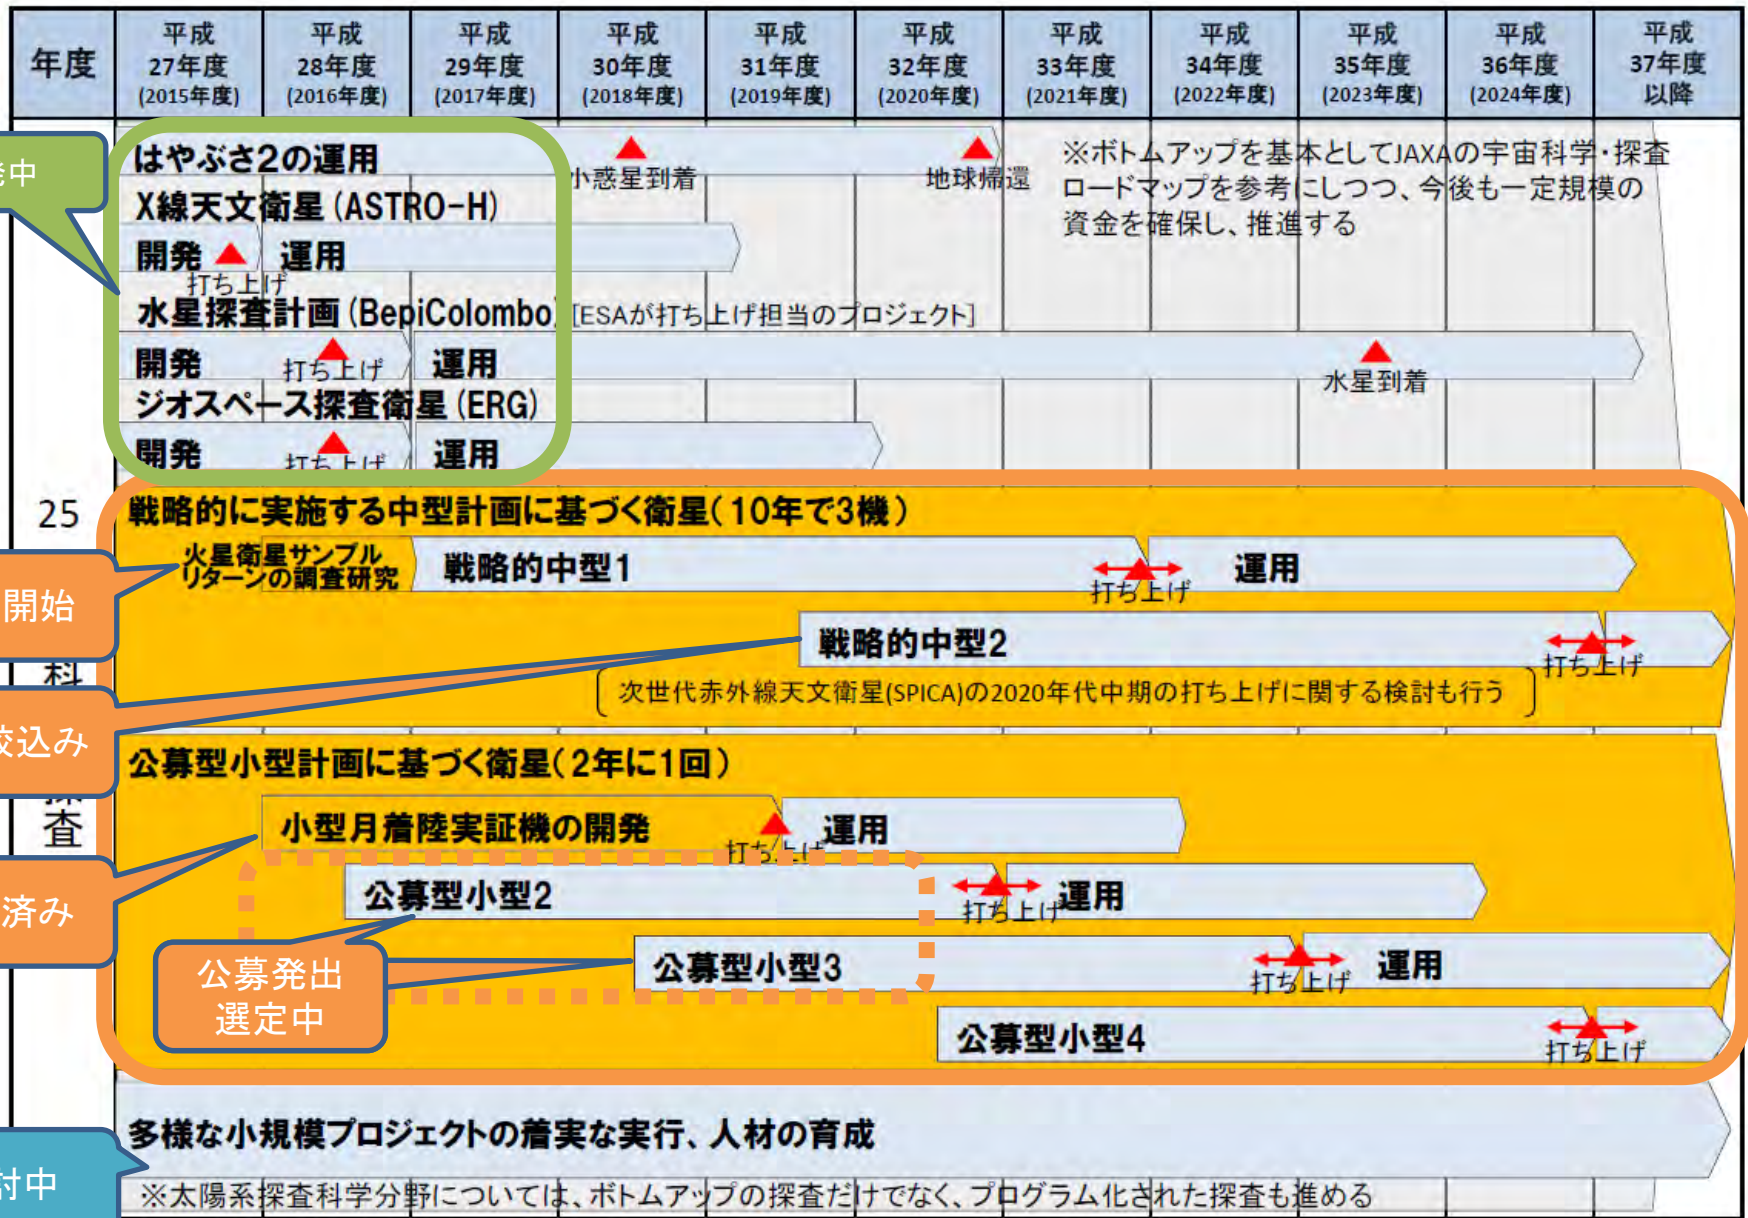 年度
平成
27年度
(2015年度)
平成
28年度
(2016年度)
平成
29年度
(2017年度)
平成
30年度
(2018年度)
平成
31年度
(2019年度)
平成
32年度
(2020年度)
平成
33年度
(2021年度)
平成
34年度
(2022年度)
平成
35年度
(2023年度)
平成
36年度
(2024年度)
平成
37年度
以降
中
はやぶさ2の運用
小惑星到着
地球帰還
※ボトムアップを基本としてJAXAの宇宙科学・探査
ロードマップを参考にしつつ、今後も一定規模の
資金を確保し、推進する
X線天文衛星(ASTRO-H)
開発
運用
打ち上げ
水星探査計画(BepiColombo)[ESAが打ち上げ担当のプロジェクト]
開発
打ち上げ
運用
水星到着
ジオスペース探査衛星(ERG)
開発
打ち上げ
運用
25
科
探
査
戦略的に実施する中型計画に基づく衛星(10年で3機)
火星衛星サンプル
リターンの調査研究
戦略的中型1
打ち上げ
運用
開始
戦略的中型2
打ち上げ
次世代赤外線天文衛星(SPICA)の2020年代中期の打ち上げに関する検討も行う
絞込み
公募型小型計画に基づく衛星(2年に1回)
小型月着陸実証機の開発
打ち上げ
運用
済み
公募型小型2
打ち上げ
運用
公募発出
選定中
公募型小型3
打ち上げ
運用
公募型小型4
打ち上げ
多様な小規模プロジェクトの着実な実行、人材の育成
討中
※太陽系探査科学分野については、ボトムアップの探査だけでなく、プログラム化された探査も進める